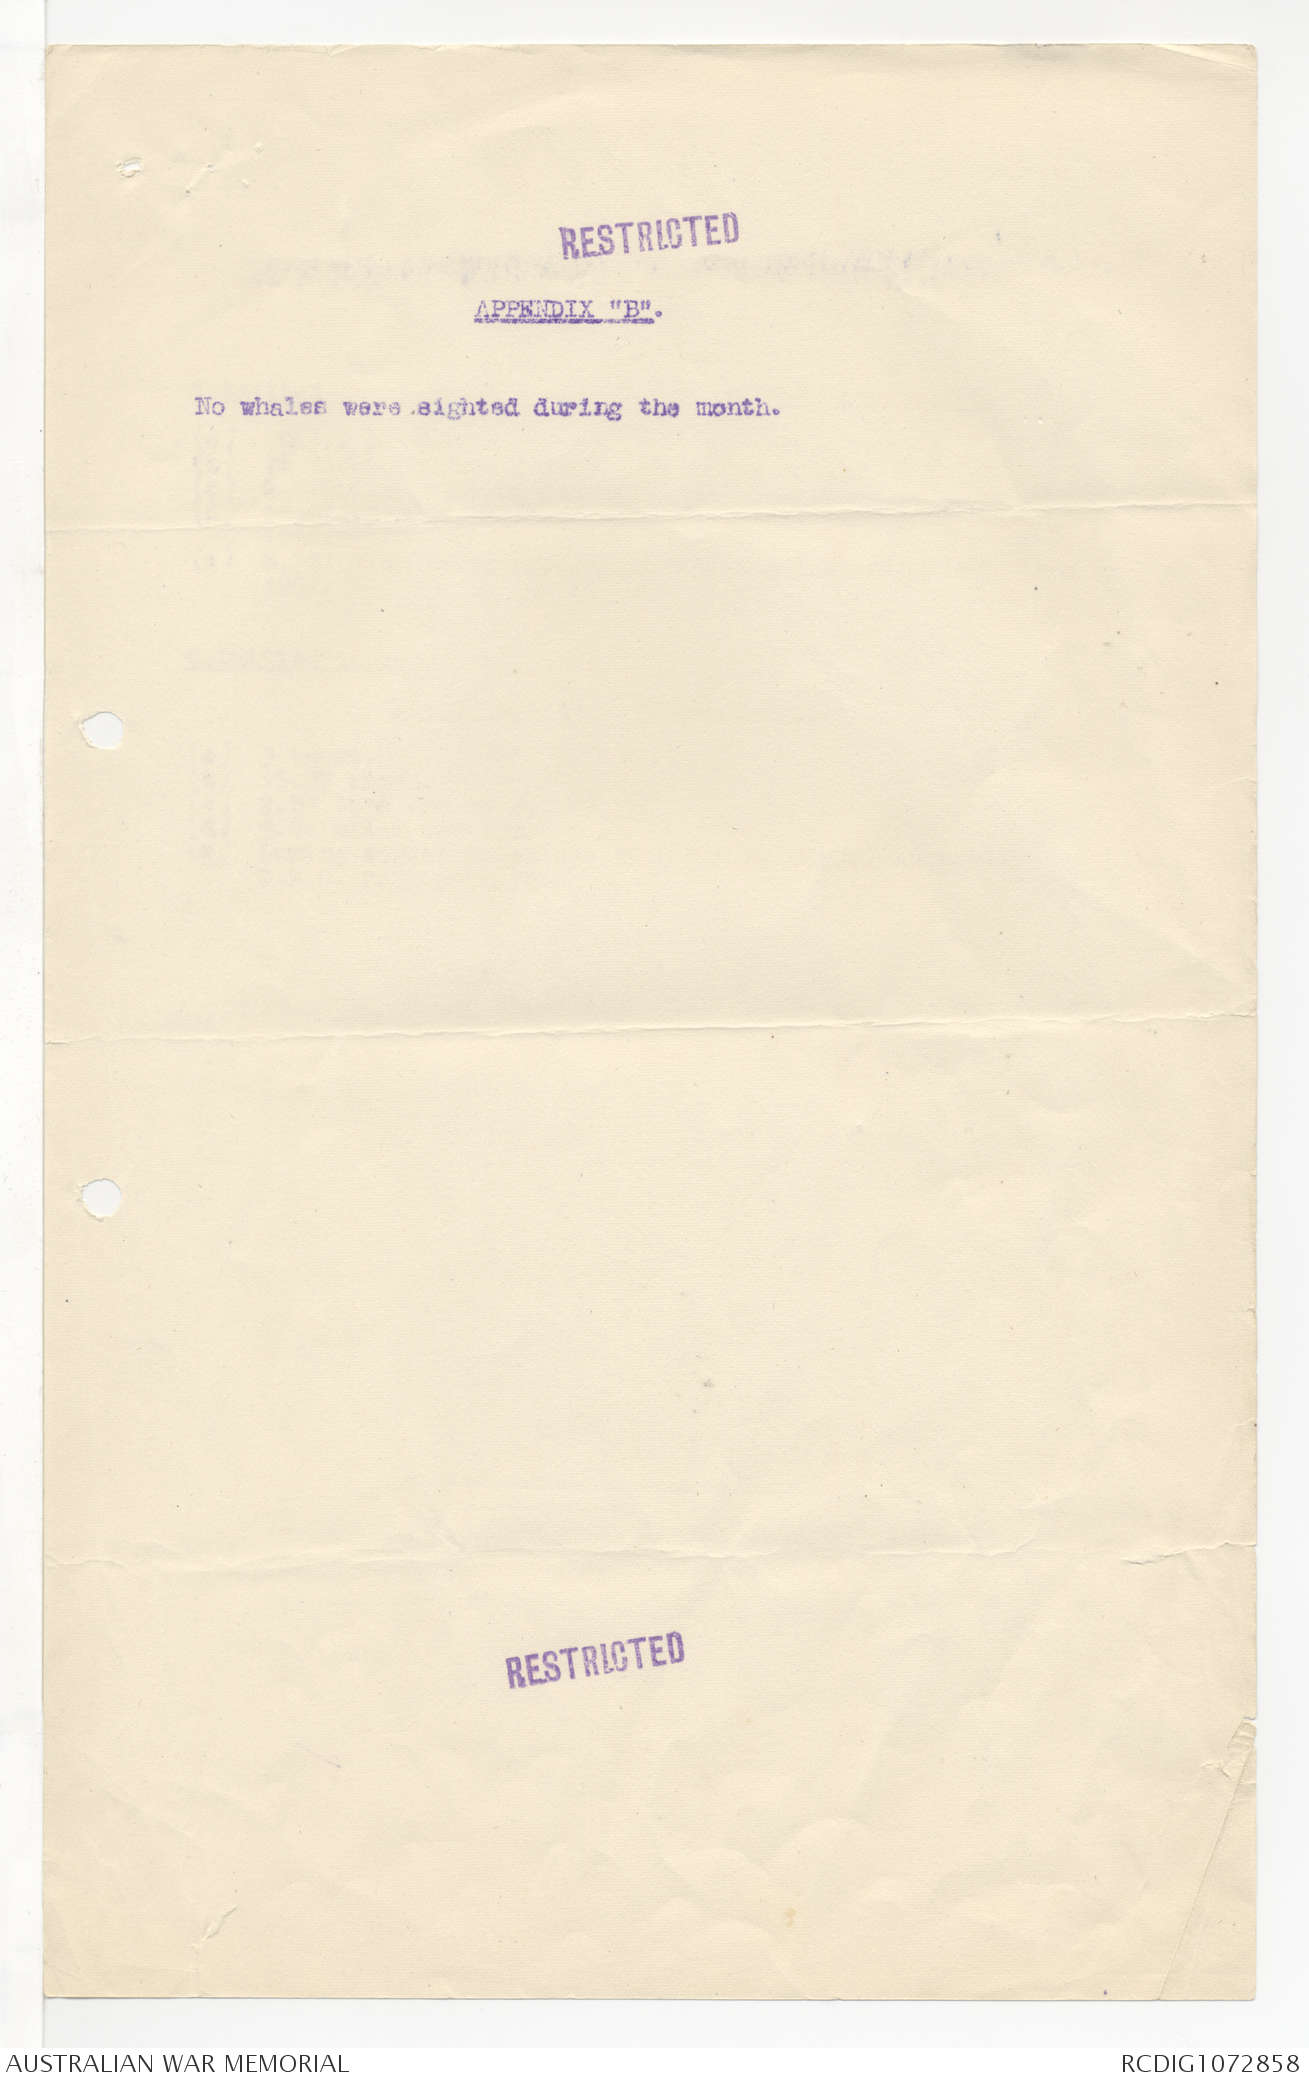 RESTRICTED
APPENDIX "B".
No whales were sighted during the month.
RESTRICTED
AUSTRALIAN WAR MEMORIAL
RCDIG1072858